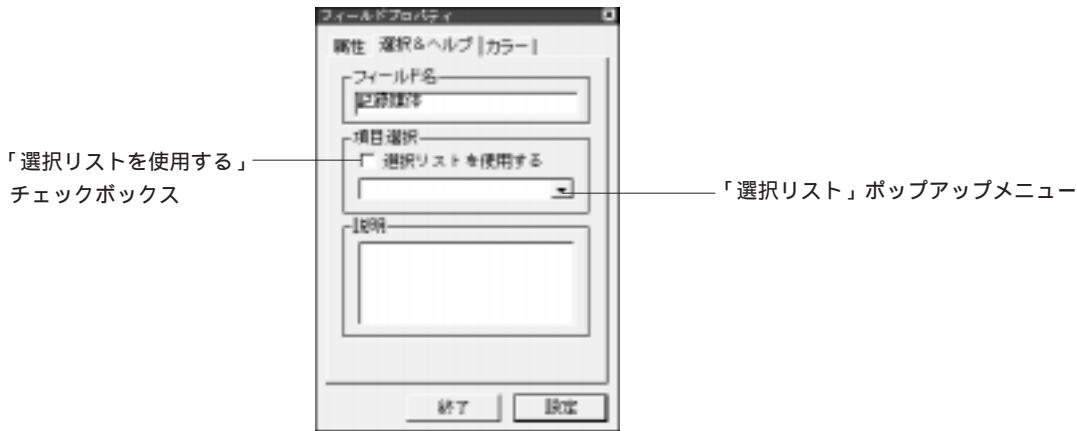 フィールドプロパティ
属性 選択&ヘルプ カラー
フィールド名
記録媒体
項目選択
「選択リストを使用する」
チェックボックス
選択リストを使用する
「選択リスト」ポップアップメニュー
説明
終了 設定